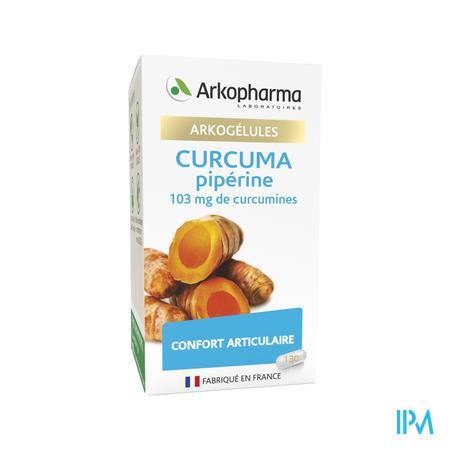 Arkopharma
LABORATOIRES
ARKOGÉLULES
CURCUMA
pipérine
103 mg de curcumines
CONFORT ARTICULAIRE
130
FABRIQUÉ EN FRANCE
IPM